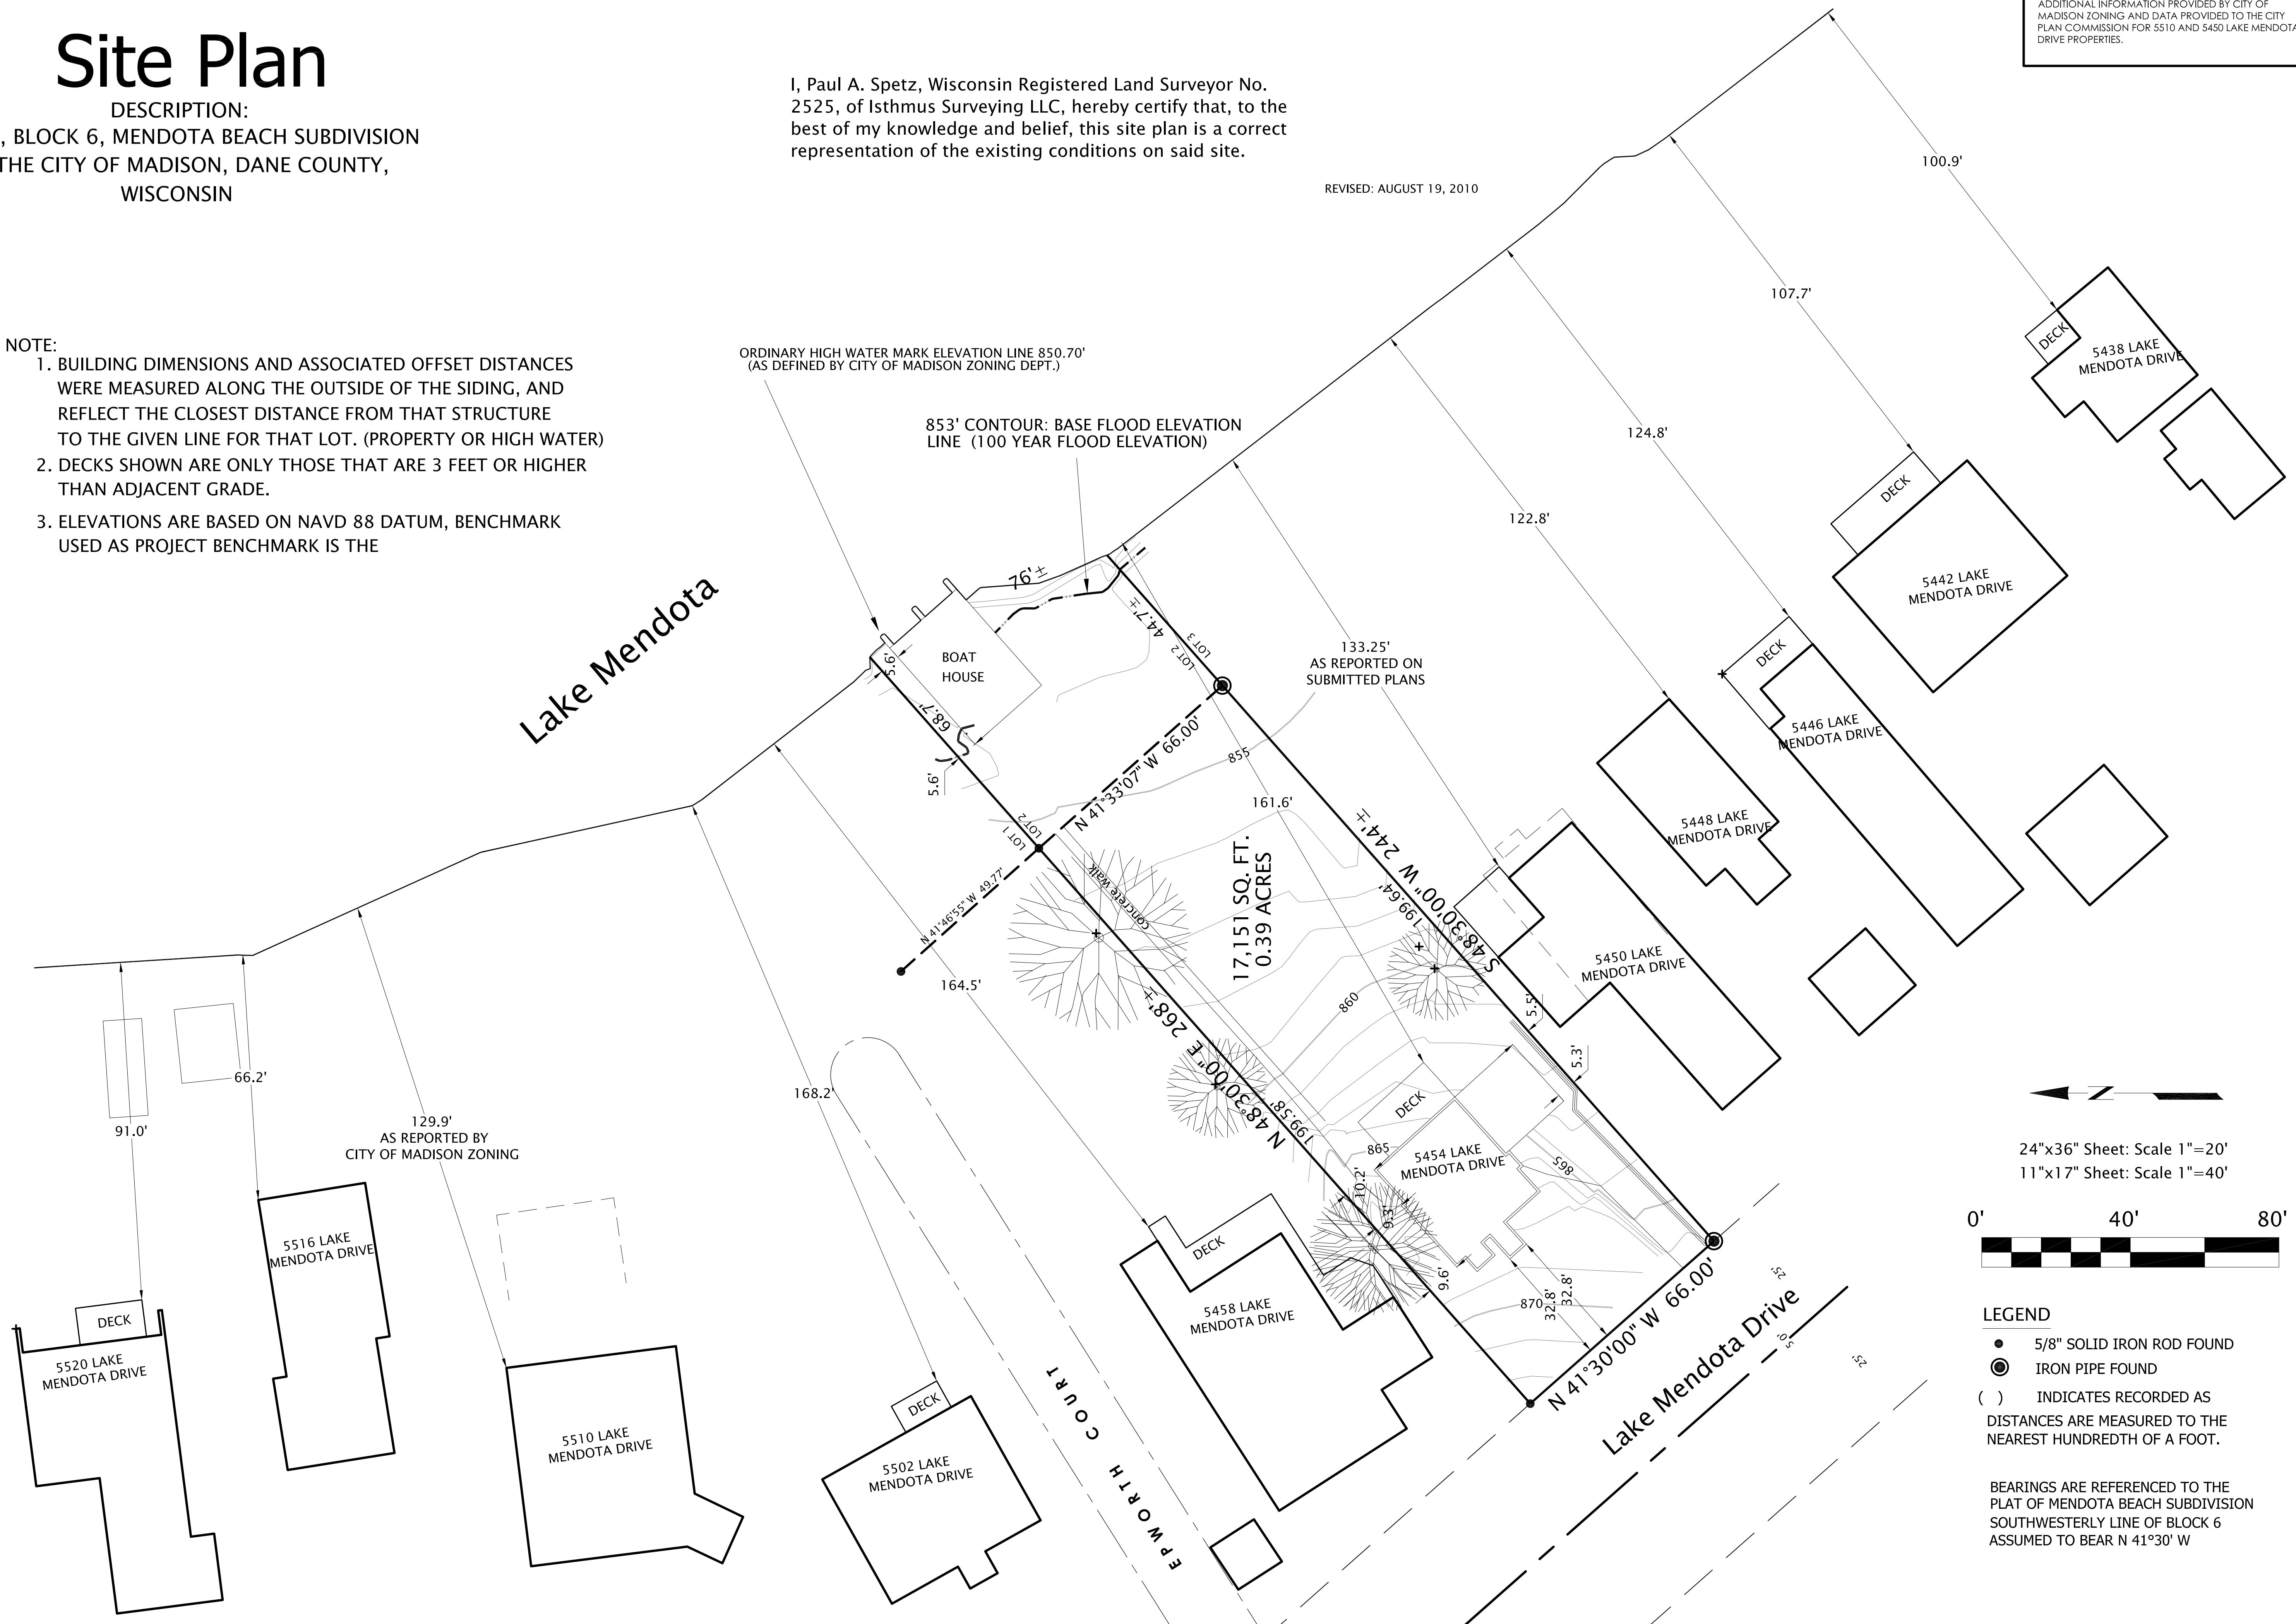 Site Plan
DESCRIPTION:
, BLOCK 6, MENDOTA BEACH SUBDIVISION
THE CITY OF MADISON, DANE COUNTY,
WISCONSIN
I, Paul A. Spetz, Wisconsin Registered Land Surveyor No.
2525, of Isthmus Surveying LLC, hereby certify that, to the
best of my knowledge and belief, this site plan is a correct
representation of the existing conditions on said site.
REVISED: AUGUST 19, 2010
ADDITIONAL INFORMATION PROVIDED BY CITY OF
MADISON ZONING AND DATA PROVIDED TO THE CITY
PLAN COMMISSION FOR 5510 AND 5450 LAKE MENDOTA
DRIVE PROPERTIES.
NOTE:
1. BUILDING DIMENSIONS AND ASSOCIATED OFFSET DISTANCES
WERE MEASURED ALONG THE OUTSIDE OF THE SIDING, AND
REFLECT THE CLOSEST DISTANCE FROM THAT STRUCTURE
TO THE GIVEN LINE FOR THAT LOT. (PROPERTY OR HIGH WATER)
2. DECKS SHOWN ARE ONLY THOSE THAT ARE 3 FEET OR HIGHER
THAN ADJACENT GRADE.
3. ELEVATIONS ARE BASED ON NAVD 88 DATUM, BENCHMARK
USED AS PROJECT BENCHMARK IS THE
ORDINARY HIGH WATER MARK ELEVATION LINE 850.70'
(AS DEFINED BY CITY OF MADISON ZONING DEPT.)
853' CONTOUR: BASE FLOOD ELEVATION
LINE (100 YEAR FLOOD ELEVATION)
100.9'
107.7'
124.8'
122.8'
133.25'
AS REPORTED ON
SUBMITTED PLANS
DECK
5438 LAKE
MENDOTA DRIVE
DECK
5442 LAKE
MENDOTA DRIVE
DECK
5446 LAKE
MENDOTA DRIVE
5448 LAKE
MENDOTA DRIVE
5450 LAKE
MENDOTA DRIVE
Lake Mendota
76'±
44.7'±
LOT 3
LOT 2
5.6'
BOAT
HOUSE
68.7'
5.6'
N 41°33'07" W 66.00'
855
161.6'
LOT 2
LOT 1
N 41°46'55" W 49.77'
concrete walk
17,151 SQ. FT.
0.39 ACRES
S 48°30'00" W 244'±
199.64'
860
N 48°30'00" E 268'±
199.58'
5.5'
5.3'
164.5'
168.2'
DECK
865
5454 LAKE
MENDOTA DRIVE
865
10.2'
9.3'
9.6'
870
32.8'
32.8'
N 41°30'00" W 66.00'
Lake Mendota Drive
25'
5.0'
25'
91.0'
66.2'
129.9'
AS REPORTED BY
CITY OF MADISON ZONING
DECK
5520 LAKE
MENDOTA DRIVE
5516 LAKE
MENDOTA DRIVE
5510 LAKE
MENDOTA DRIVE
DECK
5502 LAKE
MENDOTA DRIVE
EPWORTH COURT
DECK
5458 LAKE
MENDOTA DRIVE
24"x36" Sheet: Scale 1"=20'
11"x17" Sheet: Scale 1"=40'
0' 40' 80'
LEGEND
5/8" SOLID IRON ROD FOUND
IRON PIPE FOUND
( ) INDICATES RECORDED AS
DISTANCES ARE MEASURED TO THE
NEAREST HUNDREDTH OF A FOOT.
BEARINGS ARE REFERENCED TO THE
PLAT OF MENDOTA BEACH SUBDIVISION
SOUTHWESTERLY LINE OF BLOCK 6
ASSUMED TO BEAR N 41°30' W